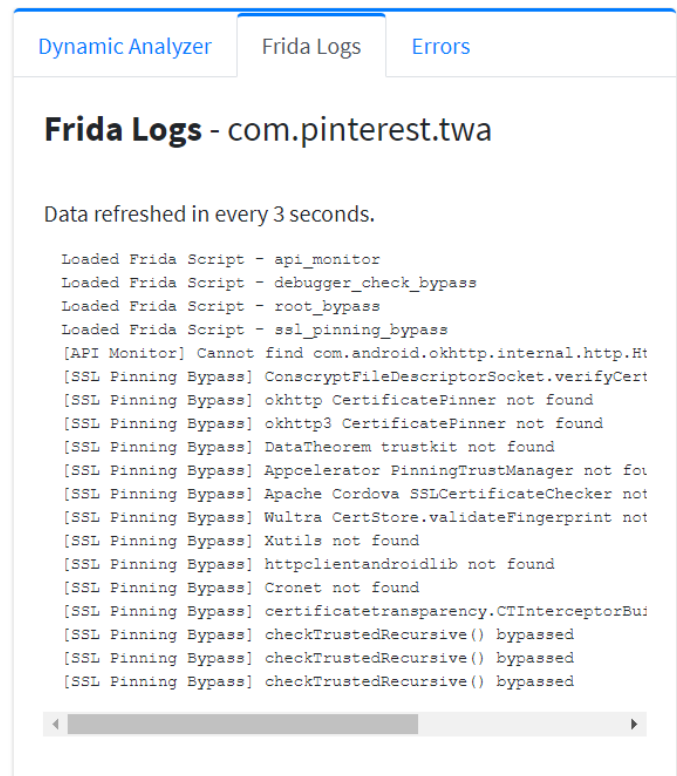 Dynamic Analyzer Frida Logs Errors
Frida Logs - com.pinterest.twa
Data refreshed in every 3 seconds.
Loaded Frida Script - api_monitor
Loaded Frida Script - debugger_check_bypass
Loaded Frida Script - root_bypass
Loaded Frida Script - ssl_pinning_bypass
[API Monitor] Cannot find com.android.okhttp.internal.http.Ht
[SSL Pinning Bypass] ConscryptFileDescriptorSocket.verifyCert
[SSL Pinning Bypass] okhttp CertificatePinner not found
[SSL Pinning Bypass] okhttp3 CertificatePinner not found
[SSL Pinning Bypass] DataTheorem trustkit not found
[SSL Pinning Bypass] Appcelerator PinningTrustManager not fou
[SSL Pinning Bypass] Apache Cordova SSLCertificateChecker not
[SSL Pinning Bypass] Wultra CertStore.validateFingerprint not
[SSL Pinning Bypass] Xutils not found
[SSL Pinning Bypass] httpclientandroidlib not found
[SSL Pinning Bypass] Cronet not found
[SSL Pinning Bypass] certificatetransparency.CTInterceptorBui
[SSL Pinning Bypass] checkTrustedRecursive() bypassed
[SSL Pinning Bypass] checkTrustedRecursive() bypassed
[SSL Pinning Bypass] checkTrustedRecursive() bypassed